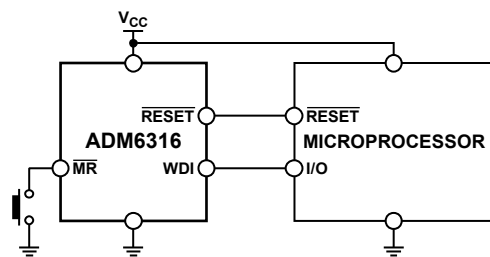 VCC
RESET
RESET
ADM6316
MICROPROCESSOR
MR
WDI
I/O